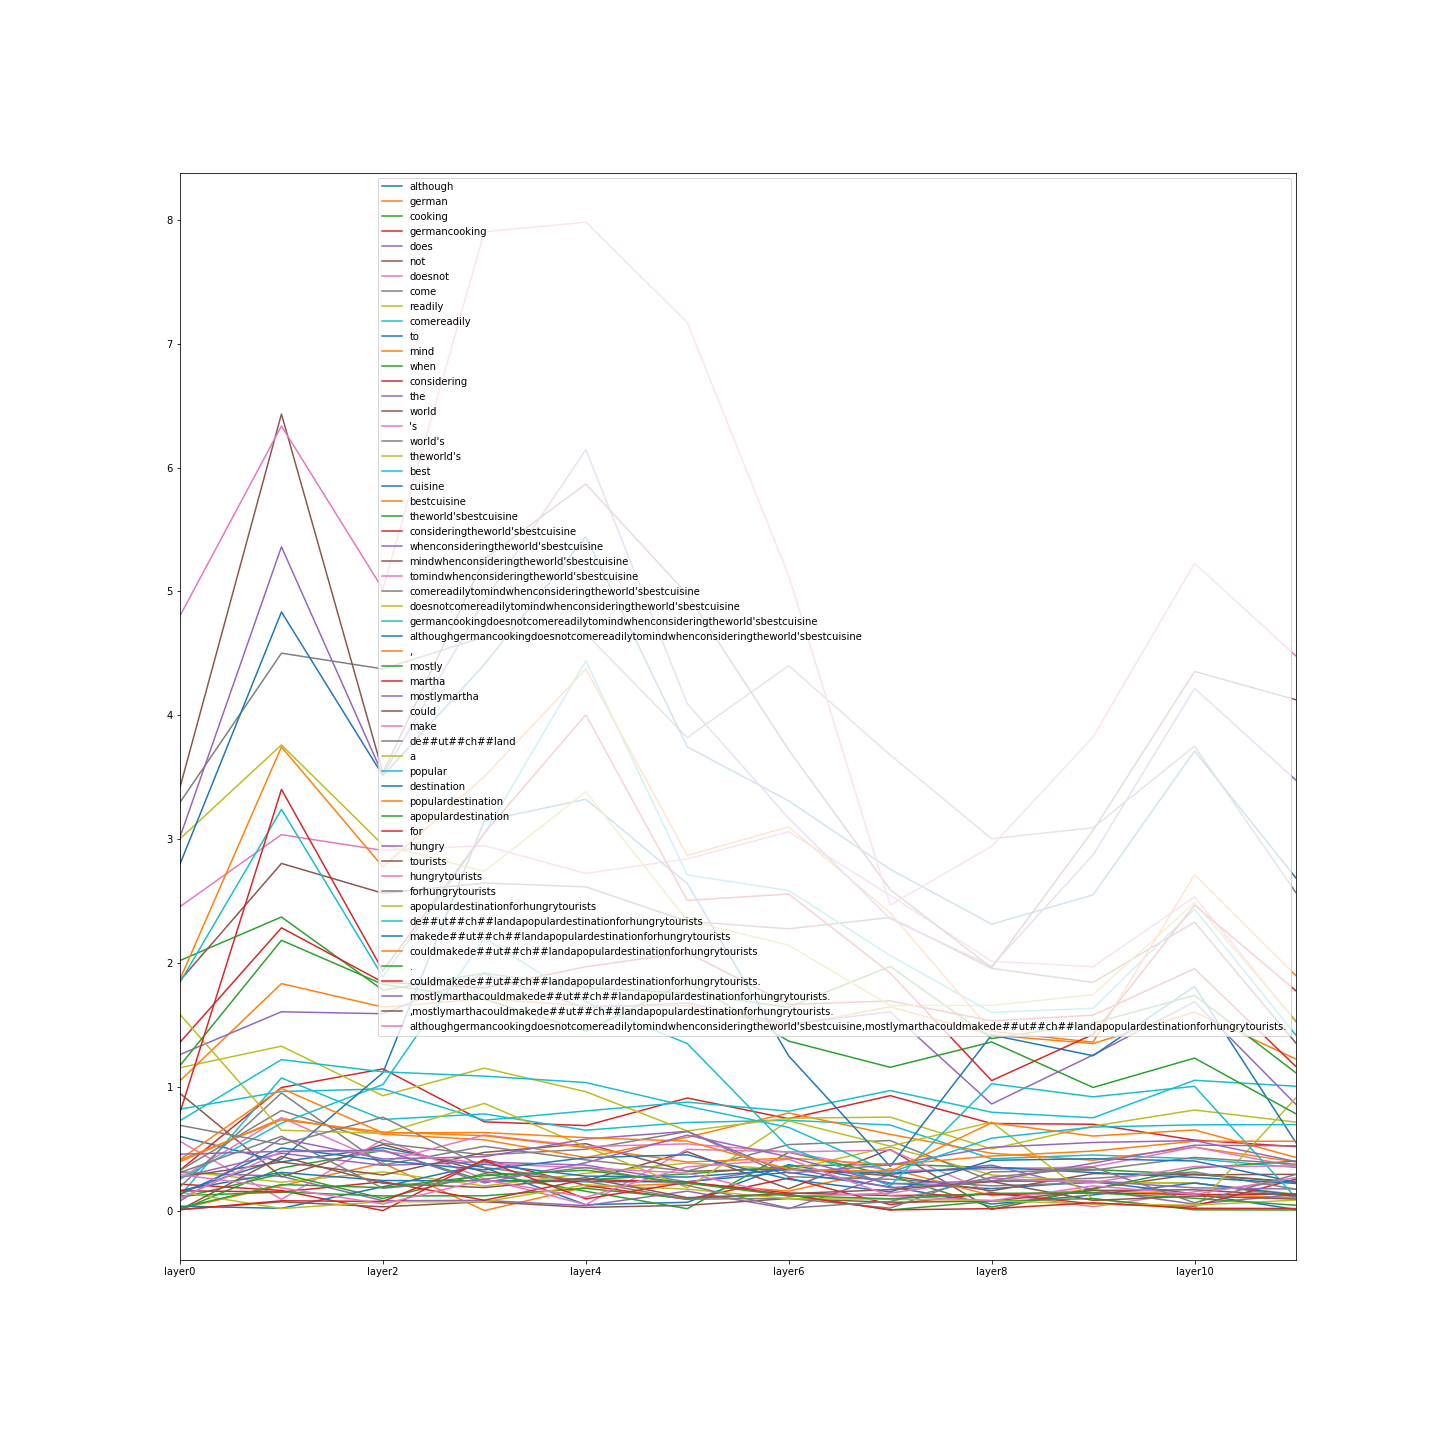 8
7
6
5
4
3
2
1
0
although
german
cooking
germancooking
does
not
doesnot
come
readily
comereadily
to
mind
when
considering
the
world
's
world's
theworld's
best
cuisine
bestcuisine
theworld'sbestcuisine
consideringtheworld'sbestcuisine
whenconsideringtheworld'sbestcuisine
mindwhenconsideringtheworld'sbestcuisine
tomindwhenconsideringtheworld'sbestcuisine
comereadilytomindwhenconsideringtheworld'sbestcuisine
doesnotcomereadilytomindwhenconsideringtheworld'sbestcuisine
germancookingdoesnotcomereadilytomindwhenconsideringtheworld'sbestcuisine
althoughgermancookingdoesnotcomereadilytomindwhenconsideringtheworld'sbestcuisine
,
mostly
martha
mostlymartha
could
make
de##ut##ch##land
a
popular
destination
populardestination
apopulardestination
for
hungry
tourists
hungrytourists
forhungrytourists
apopulardestinationforhungrytourists
de##ut##ch##landapopulardestinationforhungrytourists
makede##ut##ch##landapopulardestinationforhungrytourists
couldmakede##ut##ch##landapopulardestinationforhungrytourists
.
couldmakede##ut##ch##landapopulardestinationforhungrytourists.
mostlymarthacouldmakede##ut##ch##landapopulardestinationforhungrytourists.
,mostlymarthacouldmakede##ut##ch##landapopulardestinationforhungrytourists.
althoughgermancookingdoesnotcomereadilytomindwhenconsideringtheworld'sbestcuisine,mostlymarthacouldmakede##ut##ch##landapopulardestinationforhungrytourists.
layer0 layer2 layer4 layer6 layer8 layer10